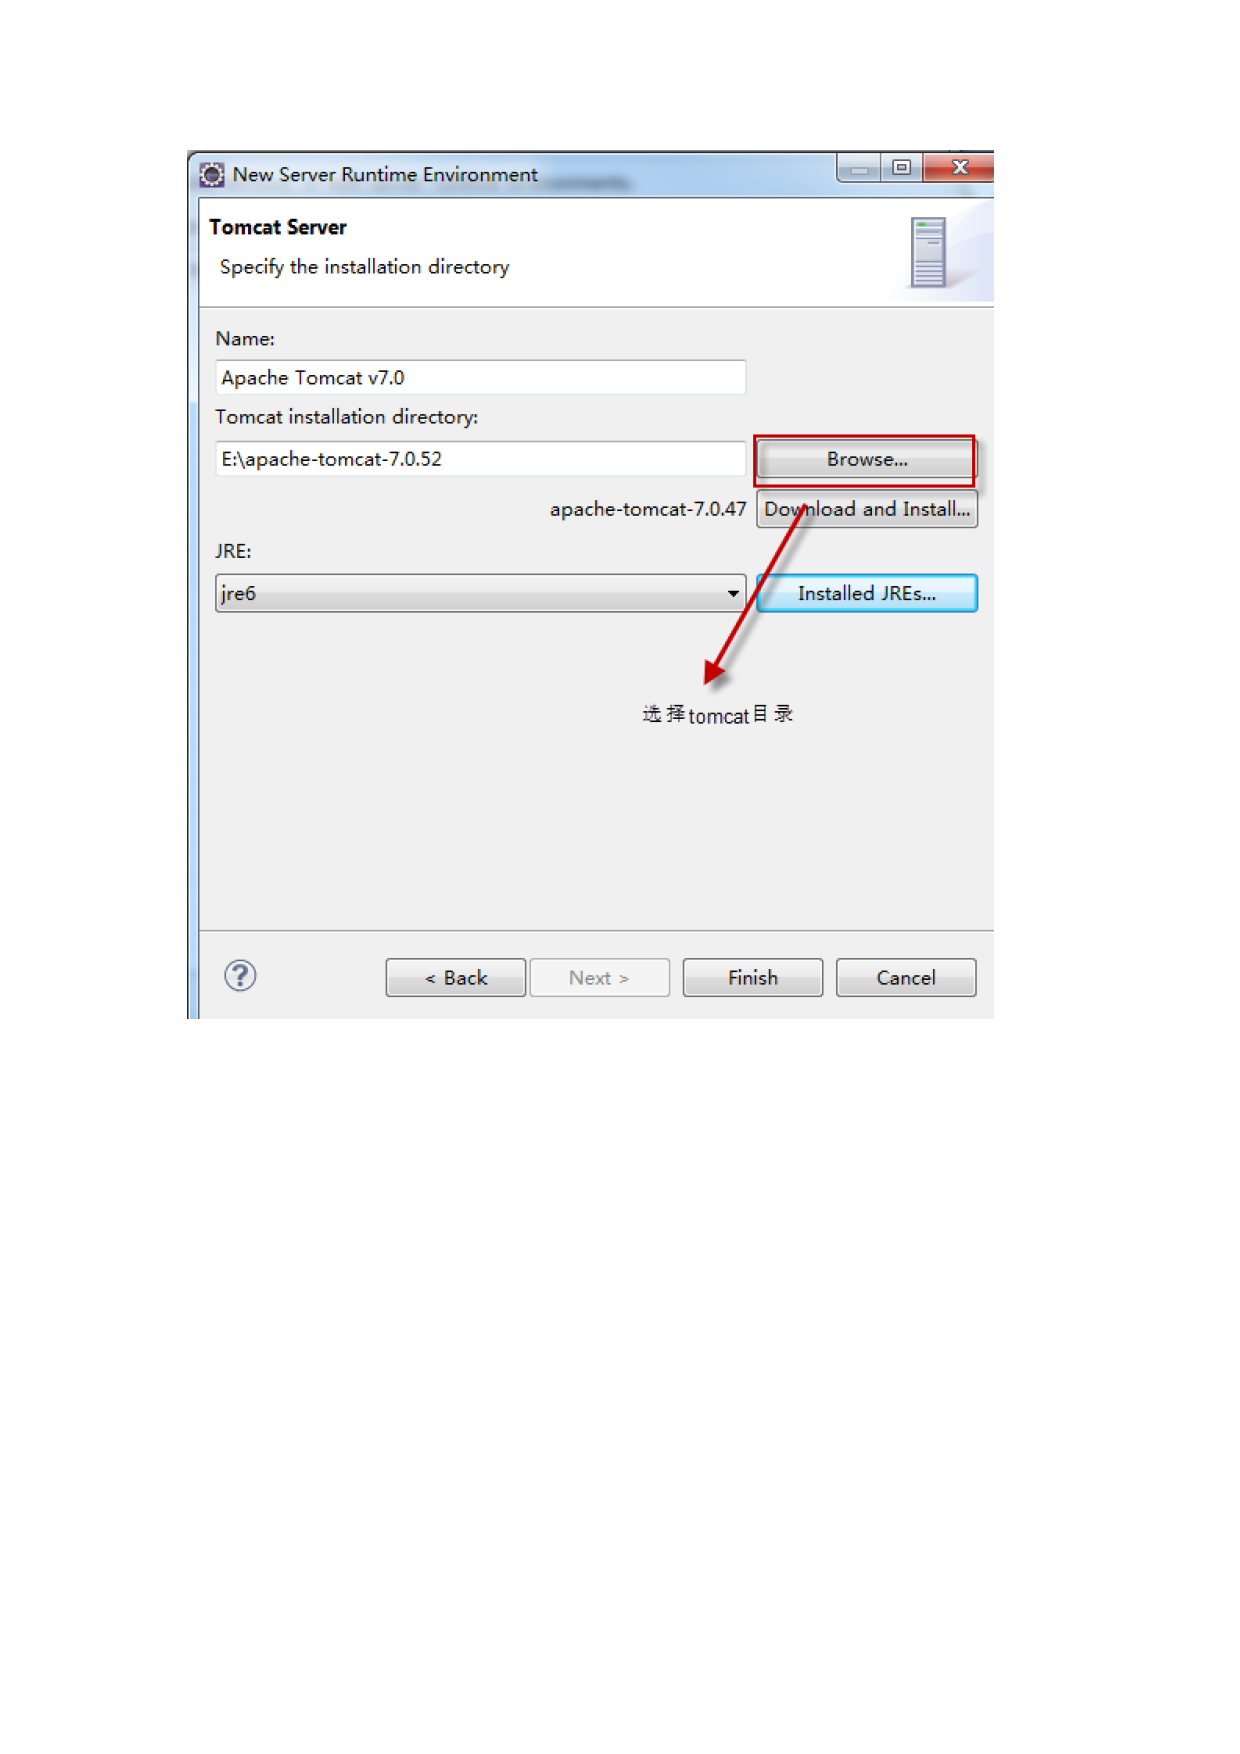 New Server Runtime Environment
Tomcat Server
Specify the installation directory
Name:
Apache Tomcat v7.0
Tomcat installation directory:
E:\apache-tomcat-7.0.52
Browse...
apache-tomcat-7.0.47
Download and Install...
JRE:
jre6
Installed JREs...
选择tomcat目录
< Back
Next >
Finish
Cancel